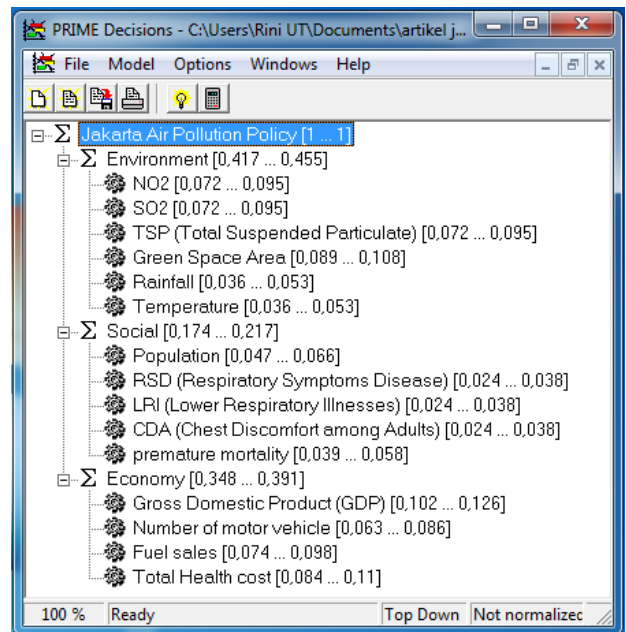 PRIME Decisions - C:\Users\Rini UT\Documents\artikel j...
File Model Options Windows Help
Σ Jakarta Air Pollution Policy [1 ... 1]
Σ Environment [0,417 ... 0,455]
NO2 [0,072 ... 0,095]
SO2 [0,072 ... 0,095]
TSP (Total Suspended Particulate) [0,072 ... 0,095]
Green Space Area [0,089 ... 0,108]
Rainfall [0,036 ... 0,053]
Temperature [0,036 ... 0,053]
Σ Social [0,174 ... 0,217]
Population [0,047 ... 0,066]
RSD (Respiratory Symptoms Disease) [0,024 ... 0,038]
LRI (Lower Respiratory Illnesses) [0,024 ... 0,038]
CDA (Chest Discomfort among Adults) [0,024 ... 0,038]
premature mortality [0,039 ... 0,058]
Σ Economy [0,348 ... 0,391]
Gross Domestic Product (GDP) [0,102 ... 0,126]
Number of motor vehicle [0,063 ... 0,086]
Fuel sales [0,074 ... 0,098]
Total Health cost [0,084 ... 0,11]
100 % Ready Top Down Not normalizec